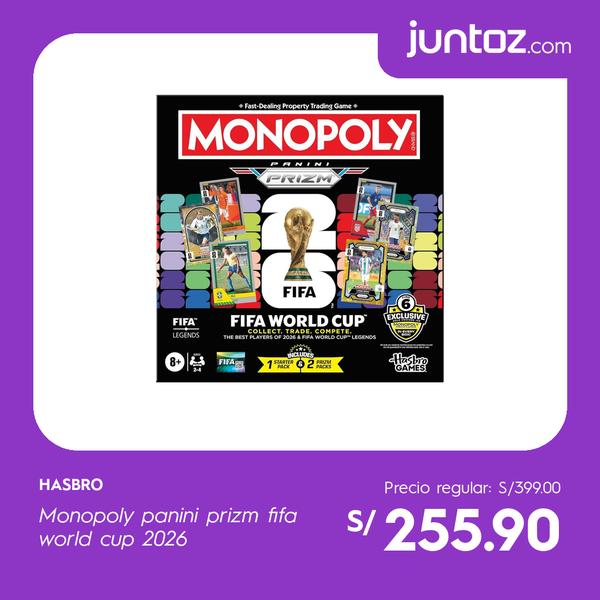 juntoz.com
Fast-Dealing Property Trading Game
MONOPOLY
PANINI
PRIZM
26
FIFA
FIFA WORLD CUP™
COLLECT. TRADE. COMPETE.
THE BEST PLAYERS OF 2026 & FIFA WORLD CUP™ LEGENDS
FIFA
LEGENDS
6
EXCLUSIVE
MONOPOLY
8+
2-4
INCLUDES
1 STARTER PACK & 2 PRIZM PACKS
Hasbro
GAMES
HASBRO
Monopoly panini prizm fifa
world cup 2026
Precio regular: S/399.00
S/ 255.90